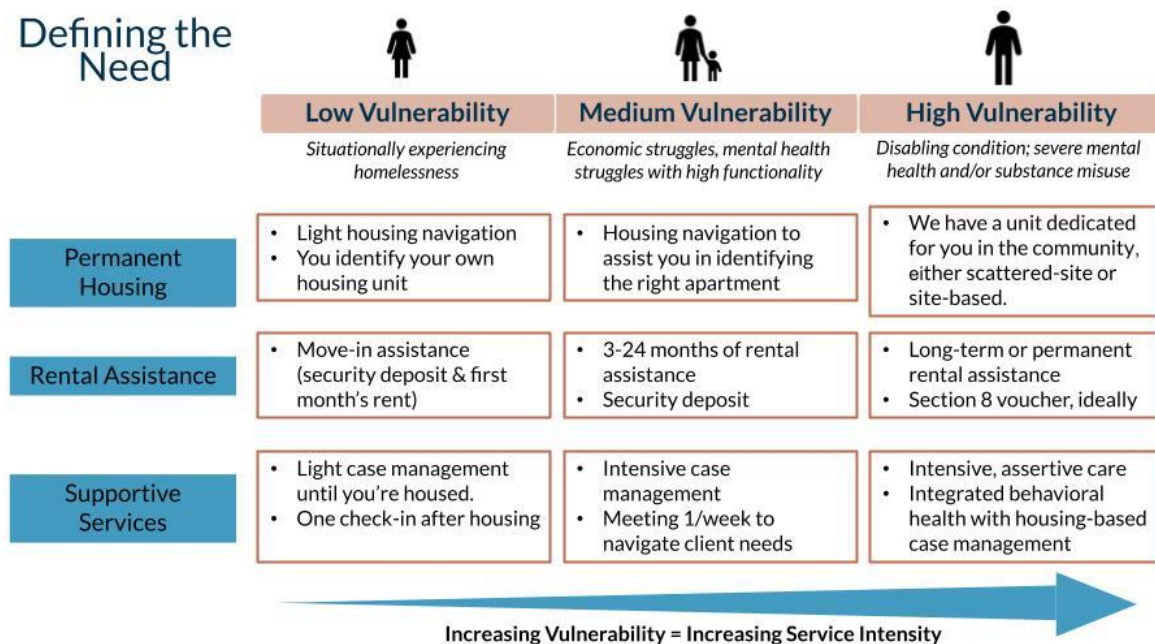 Defining the
Need
Low Vulnerability
Situationally experiencing
homelessness
Medium Vulnerability
Economic struggles, mental health
struggles with high functionality
High Vulnerability
Disabling condition; severe mental
health and/or substance misuse
Permanent
Housing
• Light housing navigation
• You identify your own
housing unit
• Housing navigation to
assist you in identifying
the right apartment
• We have a unit dedicated
for you in the community,
either scattered-site or
site-based.
Rental Assistance
• Move-in assistance
(security deposit & first
month's rent)
• 3-24 months of rental
assistance
• Security deposit
• Long-term or permanent
rental assistance
• Section 8 voucher, ideally
Supportive
Services
• Light case management
until you're housed.
• One check-in after housing
• Intensive case
management
• Meeting 1/week to
navigate client needs
• Intensive, assertive care
• Integrated behavioral
health with housing-based
case management
Increasing Vulnerability = Increasing Service Intensity